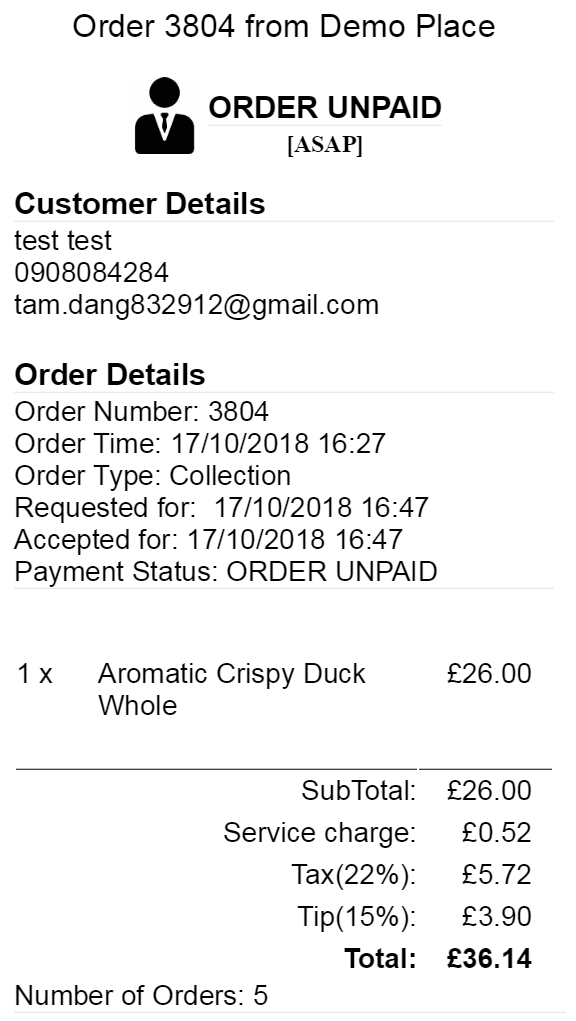 Order 3804 from Demo Place
ORDER UNPAID
[ASAP]
Customer Details
test test
0908084284
tam.dang832912@gmail.com
Order Details
Order Number: 3804
Order Time: 17/10/2018 16:27
Order Type: Collection
Requested for:  17/10/2018 16:47
Accepted for: 17/10/2018 16:47
Payment Status: ORDER UNPAID
1 x Aromatic Crispy Duck £26.00
Whole
SubTotal: £26.00
Service charge: £0.52
Tax(22%): £5.72
Tip(15%): £3.90
Total: £36.14
Number of Orders: 5